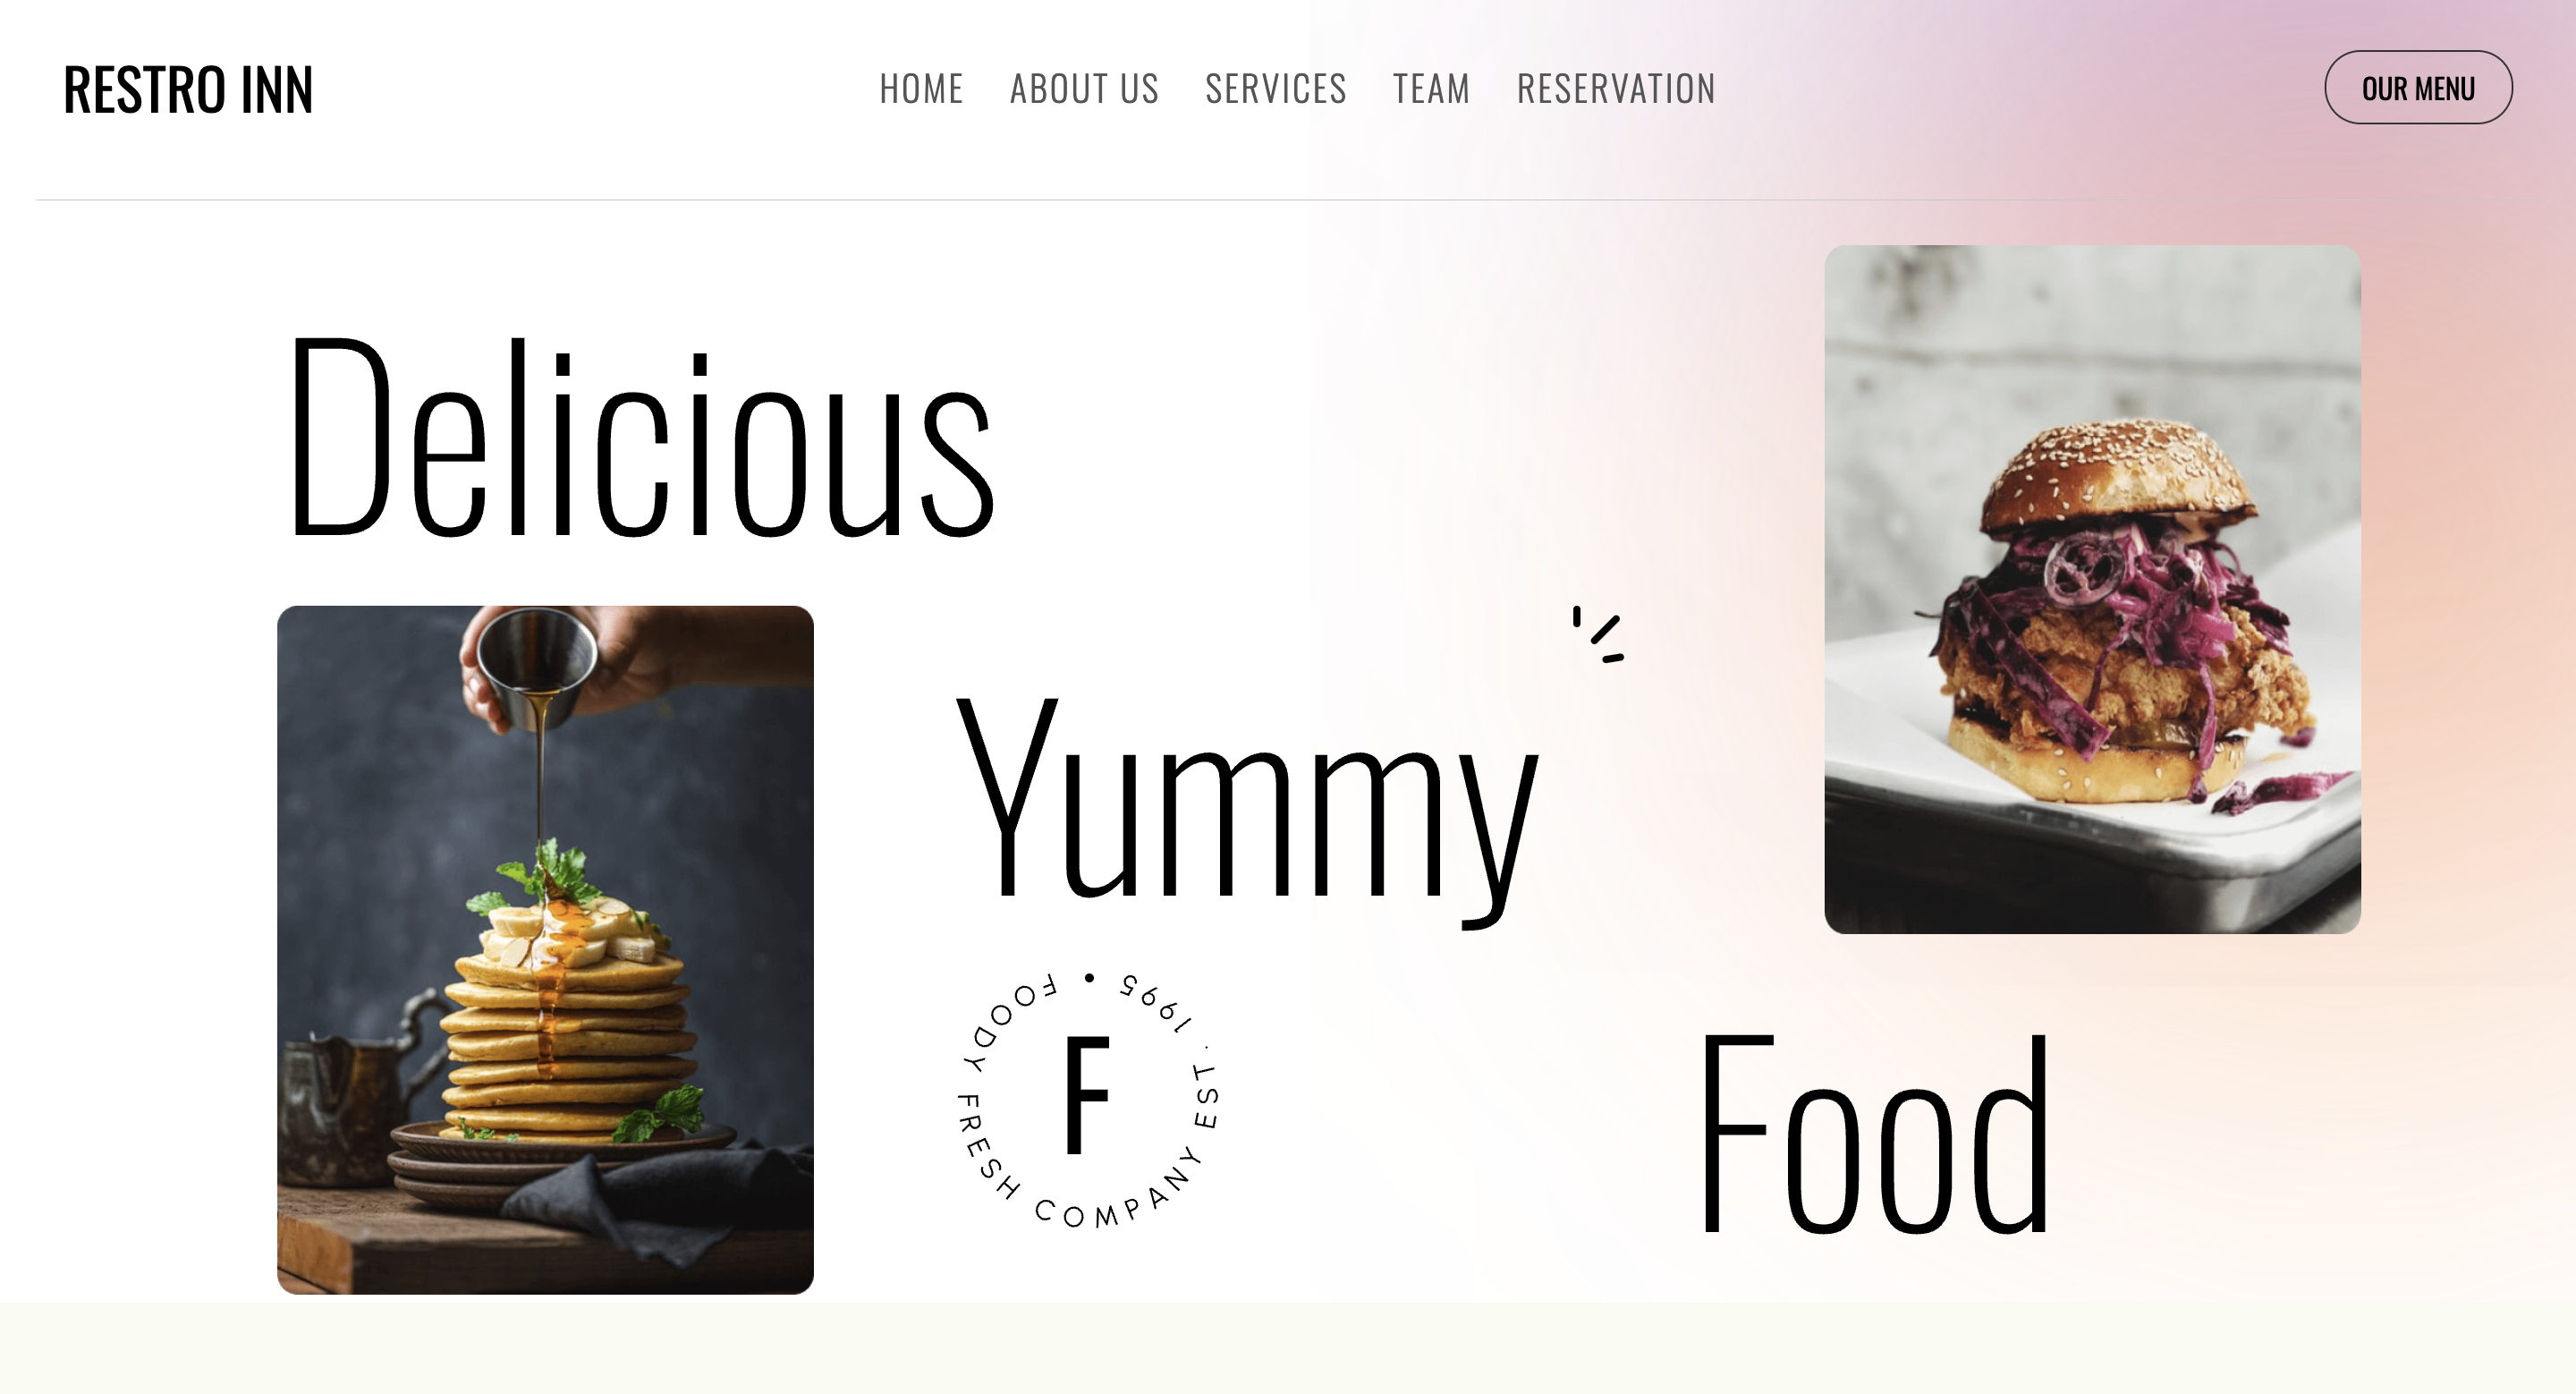 RESTRO INN
HOME ABOUT US SERVICES TEAM RESERVATION
OUR MENU
Delicious
Yummy
FOODY FRESH COMPANY EST. 1995 •
F
Food